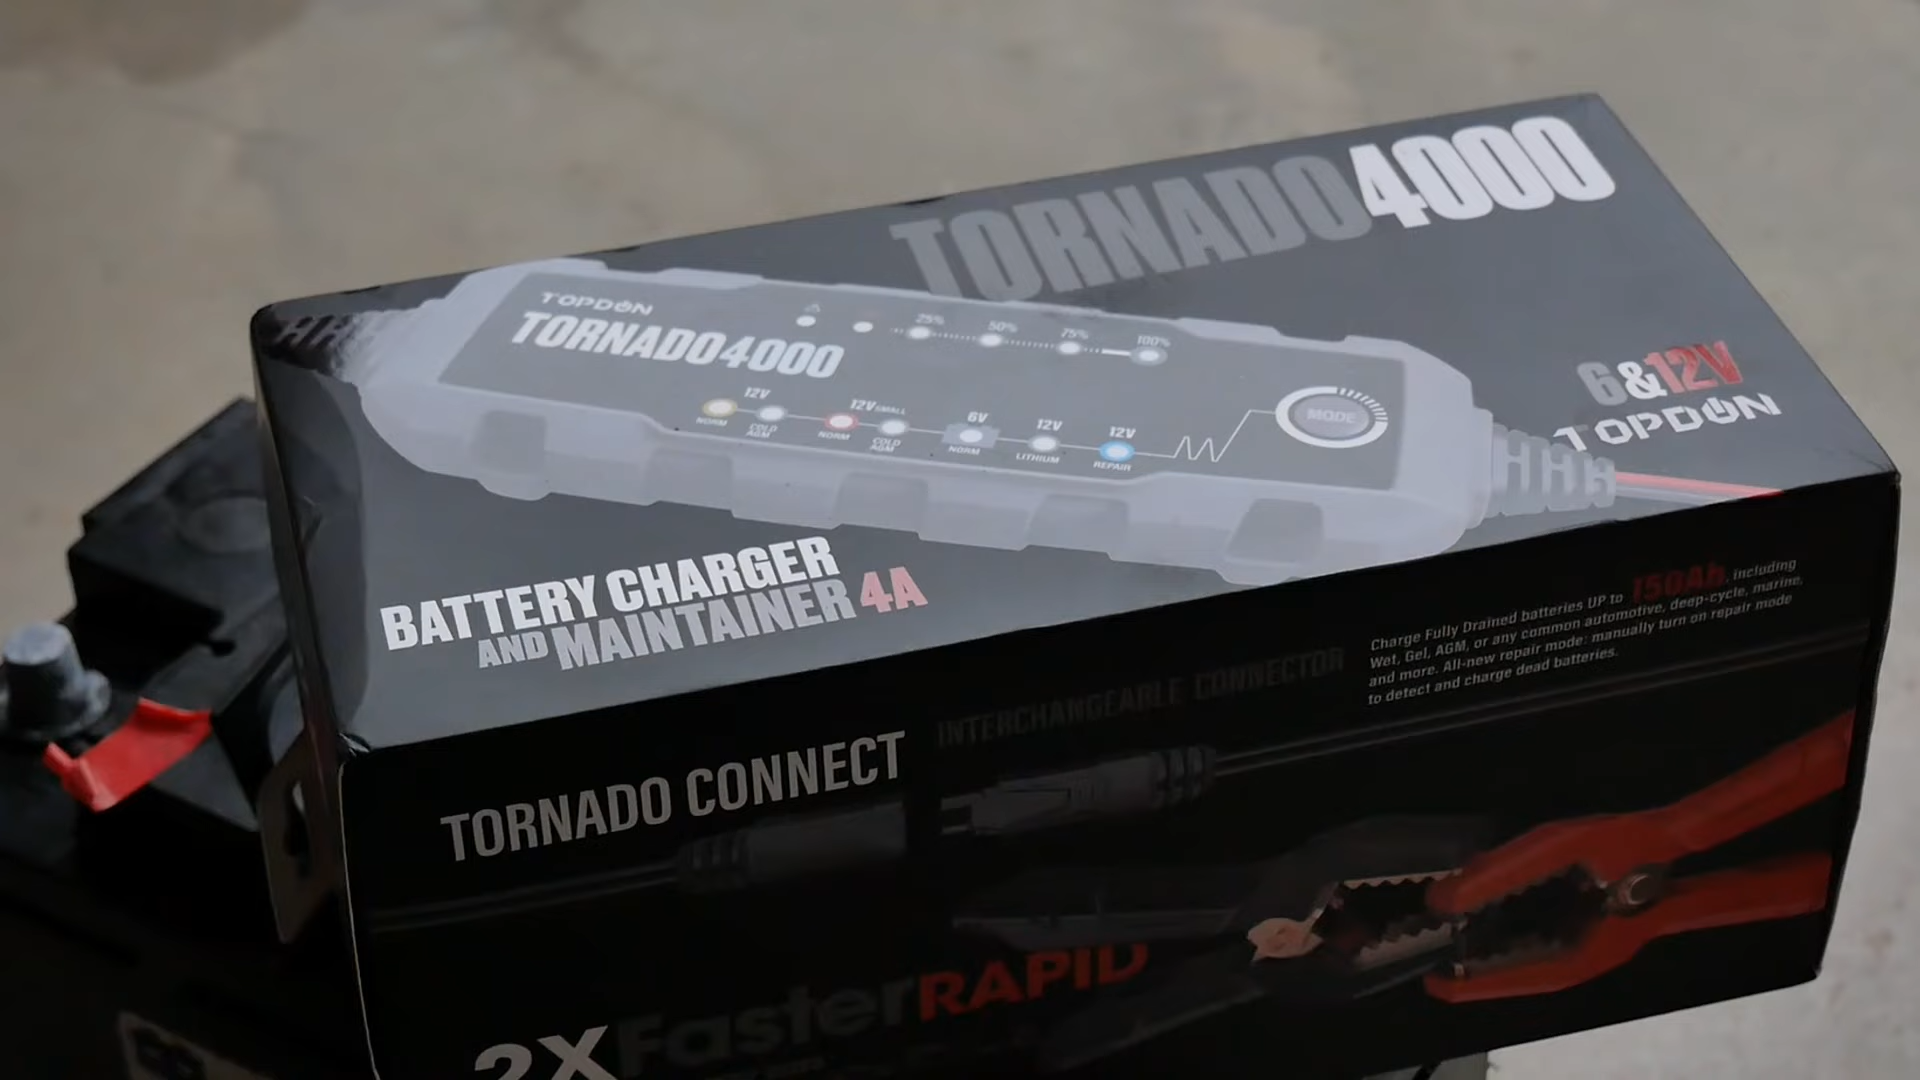 TORNADO4000
TOPDON
TORNADO4000
25% 50% 75% 100%
12V 12V SMALL 6V 12V 12V
NORM COLD AGM NORM COLD AGM NORM LITHIUM REPAIR
MODE
6&12V
TOPDON
BATTERY CHARGER
AND MAINTAINER 4A
Charge Fully Drained batteries UP to 150Ah, including
Wet, Gel, AGM, or any common automotive, deep-cycle, marine,
and more. All-new repair mode: manually turn on repair mode
to detect and charge dead batteries.
TORNADO CONNECT INTERCHANGEABLE CONNECTOR
2XFasterRAPID